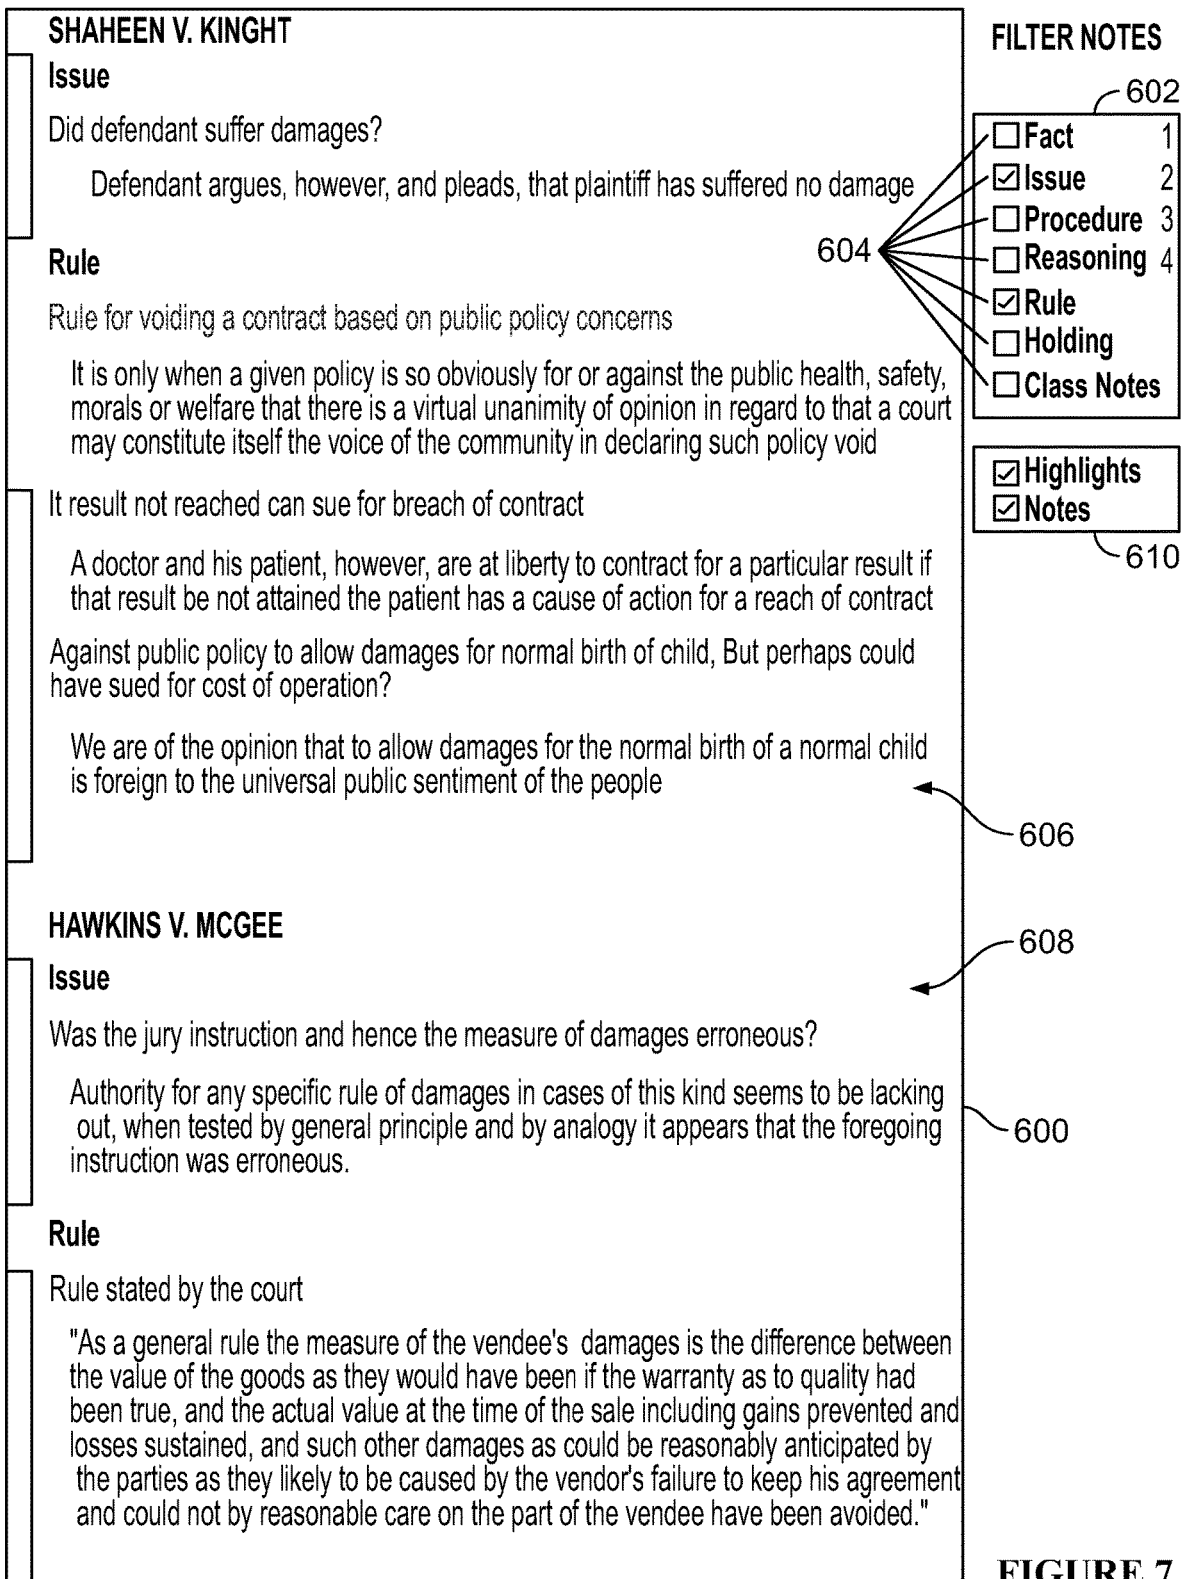 SHAHEEN V. KINGHT
Issue
Did defendant suffer damages?
Defendant argues, however, and pleads, that plaintiff has suffered no damage
Rule
Rule for voiding a contract based on public policy concerns
It is only when a given policy is so obviously for or against the public health, safety,
morals or welfare that there is a virtual unanimity of opinion in regard to that a court
may constitute itself the voice of the community in declaring such policy void
It result not reached can sue for breach of contract
A doctor and his patient, however, are at liberty to contract for a particular result if
that result be not attained the patient has a cause of action for a reach of contract
Against public policy to allow damages for normal birth of child, But perhaps could
have sued for cost of operation?
We are of the opinion that to allow damages for the normal birth of a normal child
is foreign to the universal public sentiment of the people
HAWKINS V. MCGEE
Issue
Was the jury instruction and hence the measure of damages erroneous?
Authority for any specific rule of damages in cases of this kind seems to be lacking
out, when tested by general principle and by analogy it appears that the foregoing
instruction was erroneous.
Rule
Rule stated by the court
"As a general rule the measure of the vendee's damages is the difference between
the value of the goods as they would have been if the warranty as to quality had
been true, and the actual value at the time of the sale including gains prevented and
losses sustained, and such other damages as could be reasonably anticipated by
the parties as they likely to be caused by the vendor's failure to keep his agreement
and could not by reasonable care on the part of the vendee have been avoided."
FILTER NOTES
602
Fact 1
Issue 2
Procedure 3
Reasoning 4
Rule
Holding
Class Notes
604
Highlights
Notes
610
606
608
600
FIGURE 7